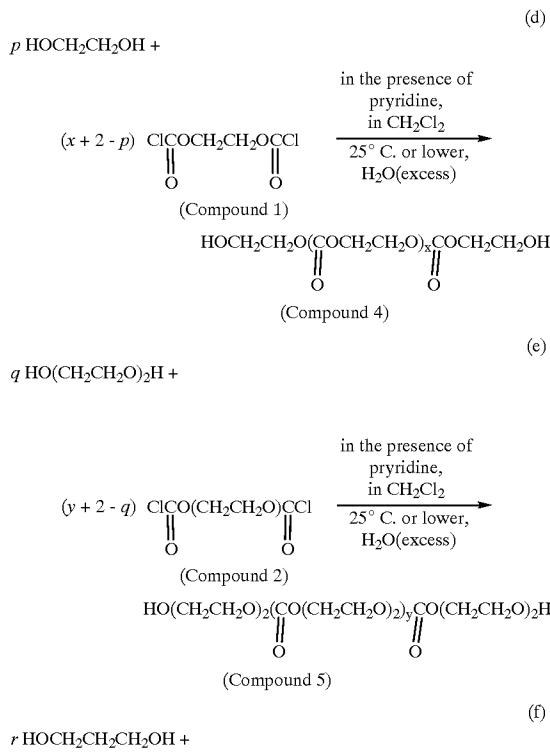 (d)
p HOCH2CH2OH +
in the presence of
pryridine,
in CH2Cl2
(x + 2 - p) ClCOCH2CH2OCCl
25° C. or lower,
H2O(excess)
O O
(Compound 1)
HOCH2CH2O(COCH2CH2O)xCOCH2CH2OH
O O
(Compound 4)
(e)
q HO(CH2CH2O)2H +
in the presence of
pryridine,
in CH2Cl2
(y + 2 - q) ClCO(CH2CH2O)CCl
25° C. or lower,
H2O(excess)
O O
(Compound 2)
HO(CH2CH2O)2(CO(CH2CH2O)2)yCO(CH2CH2O)2H
O O
(Compound 5)
(f)
r HOCH2CH2CH2OH +